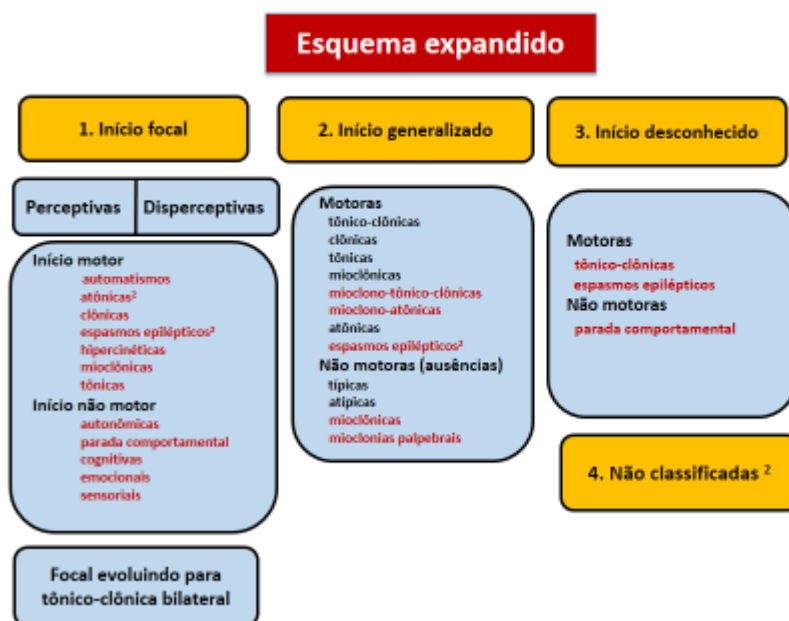 Esquema expandido
1. Início focal
Perceptivas
Disperceptivas
Início motor
automatismos
atônicas²
clônicas
espasmos epilépticos²
hipercinéticas
mioclônicas
tônicas
Início não motor
autonômicas
parada comportamental
cognitivas
emocionais
sensoriais
Focal evoluindo para
tônico-clônica bilateral
2. Início generalizado
Motoras
tônico-clônicas
clônicas
tônicas
mioclônicas
mioclono-tônico-clônicas
mioclono-atônicas
atônicas
espasmos epilépticos²
Não motoras (ausências)
típicas
atípicas
mioclônicas
mioclonias palpebrais
3. Início desconhecido
Motoras
tônico-clônicas
espasmos epilépticos
Não motoras
parada comportamental
4. Não classificadas ²